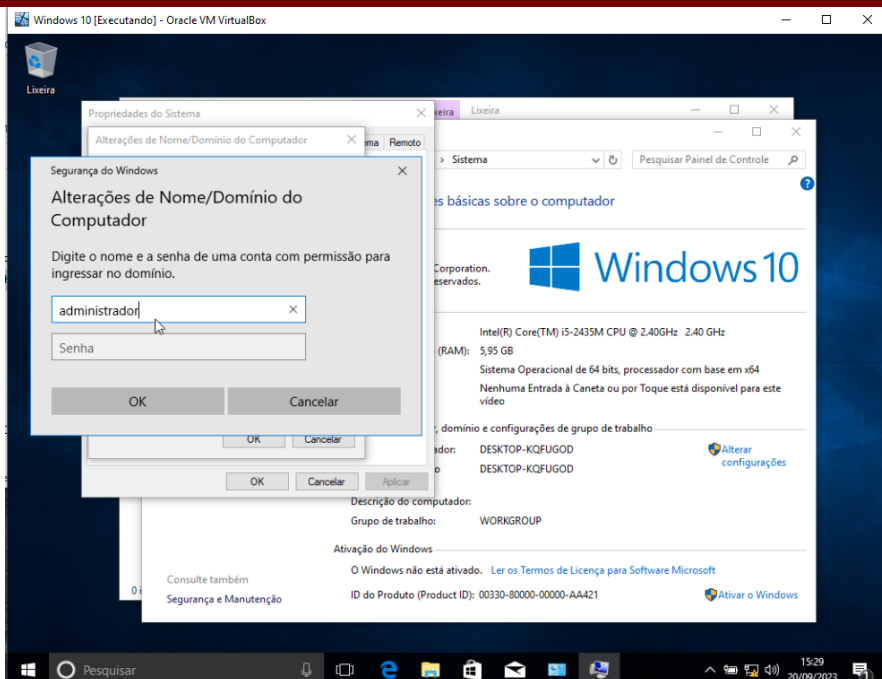 Windows 10 [Executando] - Oracle VM VirtualBox
Lixeira
Propriedades do Sistema
xeira Lixeira
Alterações de Nome/Domínio do Computador
ma Remoto
› Sistema
Pesquisar Painel de Controle
Segurança do Windows
Alterações de Nome/Domínio do
Computador
es básicas sobre o computador
Digite o nome e a senha de uma conta com permissão para
ingressar no domínio.
Corporation.
eservados.
Windows 10
administrador
Senha
Intel(R) Core(TM) i5-2435M CPU @ 2.40GHz 2.40 GHz
(RAM): 5,95 GB
Sistema Operacional de 64 bits, processador com base em x64
Nenhuma Entrada à Caneta ou por Toque está disponível para este
vídeo
OK Cancelar
, domínio e configurações de grupo de trabalho
OK Cancelar
ador: DESKTOP-KQFUGOD
Alterar
configurações
o DESKTOP-KQFUGOD
OK Cancelar Aplicar
Descrição do computador:
Grupo de trabalho: WORKGROUP
Ativação do Windows
O Windows não está ativado. Ler os Termos de Licença para Software Microsoft
Consulte também
0 i
Segurança e Manutenção
ID do Produto (Product ID): 00330-80000-00000-AA421
Ativar o Windows
Pesquisar
15:29
20/09/2023